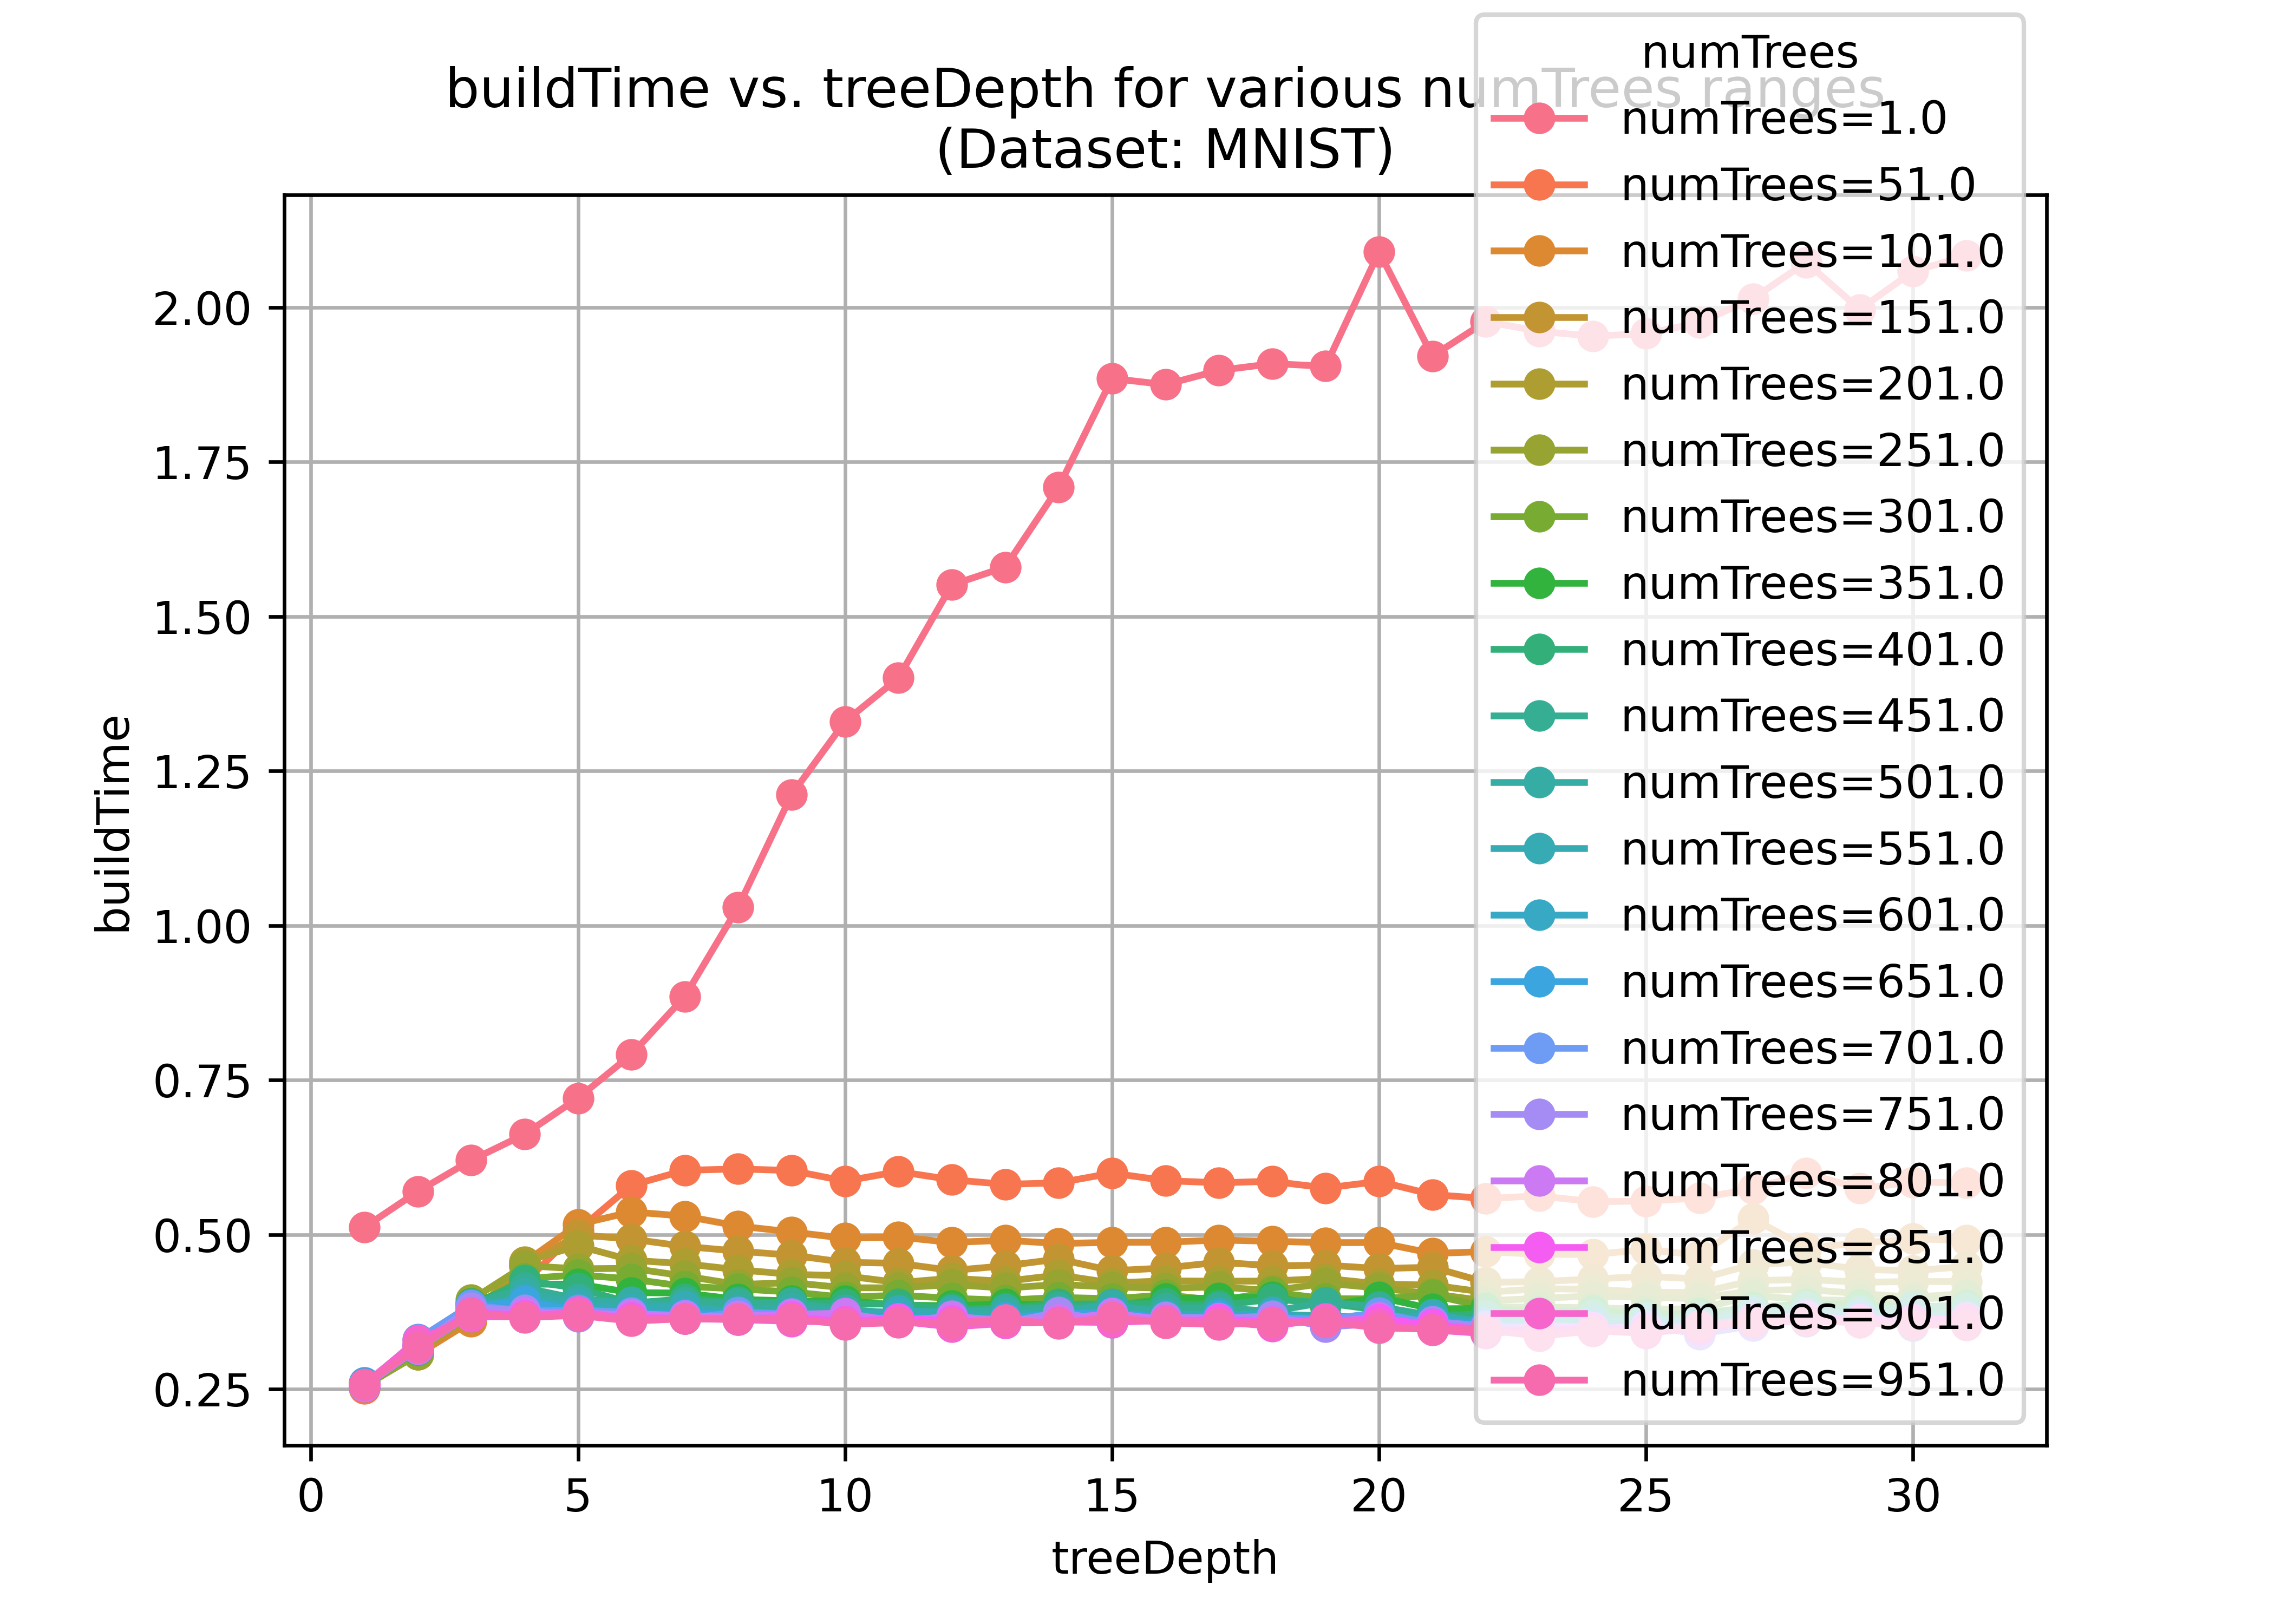 buildTime vs. treeDepth for various numTrees ranges
(Dataset: MNIST)
numTrees
numTrees=1.0
numTrees=51.0
numTrees=101.0
numTrees=151.0
numTrees=201.0
numTrees=251.0
numTrees=301.0
numTrees=351.0
numTrees=401.0
numTrees=451.0
numTrees=501.0
numTrees=551.0
numTrees=601.0
numTrees=651.0
numTrees=701.0
numTrees=751.0
numTrees=801.0
numTrees=851.0
numTrees=901.0
numTrees=951.0
buildTime
2.00
1.75
1.50
1.25
1.00
0.75
0.50
0.25
0 5 10 15 20 25 30
treeDepth